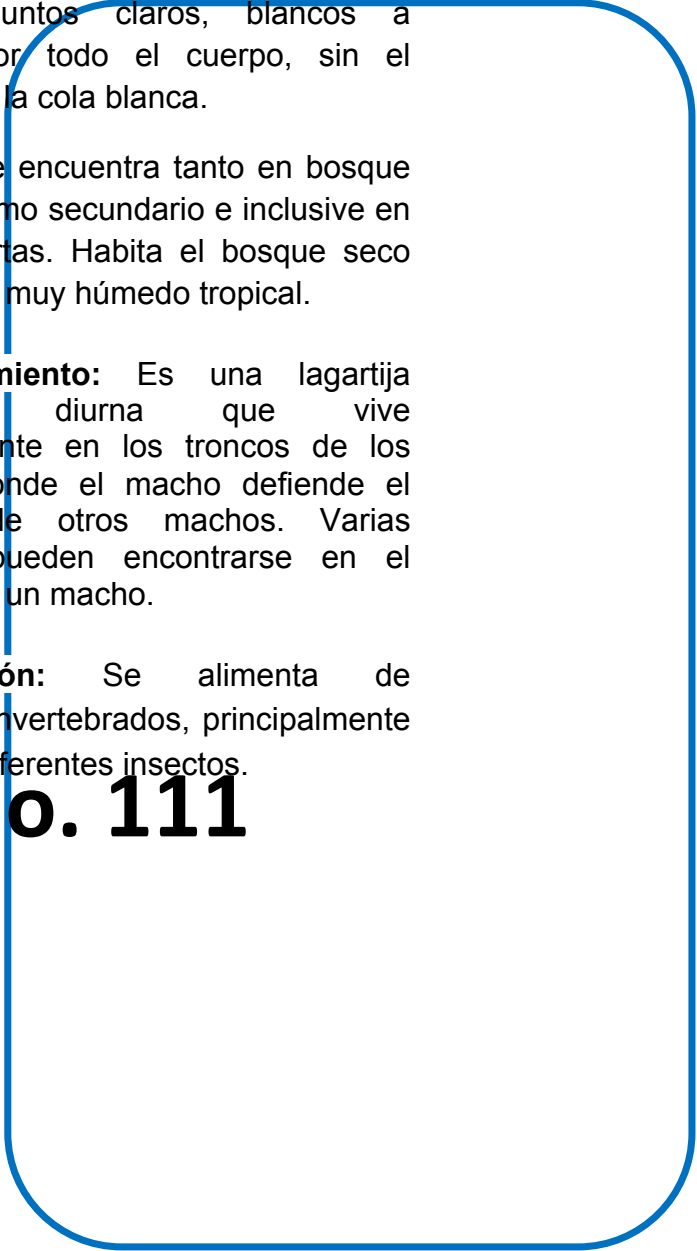 untos claros, blancos a
or todo el cuerpo, sin el
la cola blanca.
e encuentra tanto en bosque
mo secundario e inclusive en
rtas. Habita el bosque seco
muy húmedo tropical.
miento: Es una lagartija
diurna que vive
nte en los troncos de los
onde el macho defiende el
de otros machos. Varias
pueden encontrarse en el
un macho.
ón: Se alimenta de
nvertebrados, principalmente
ferentes insectos.
o. 111